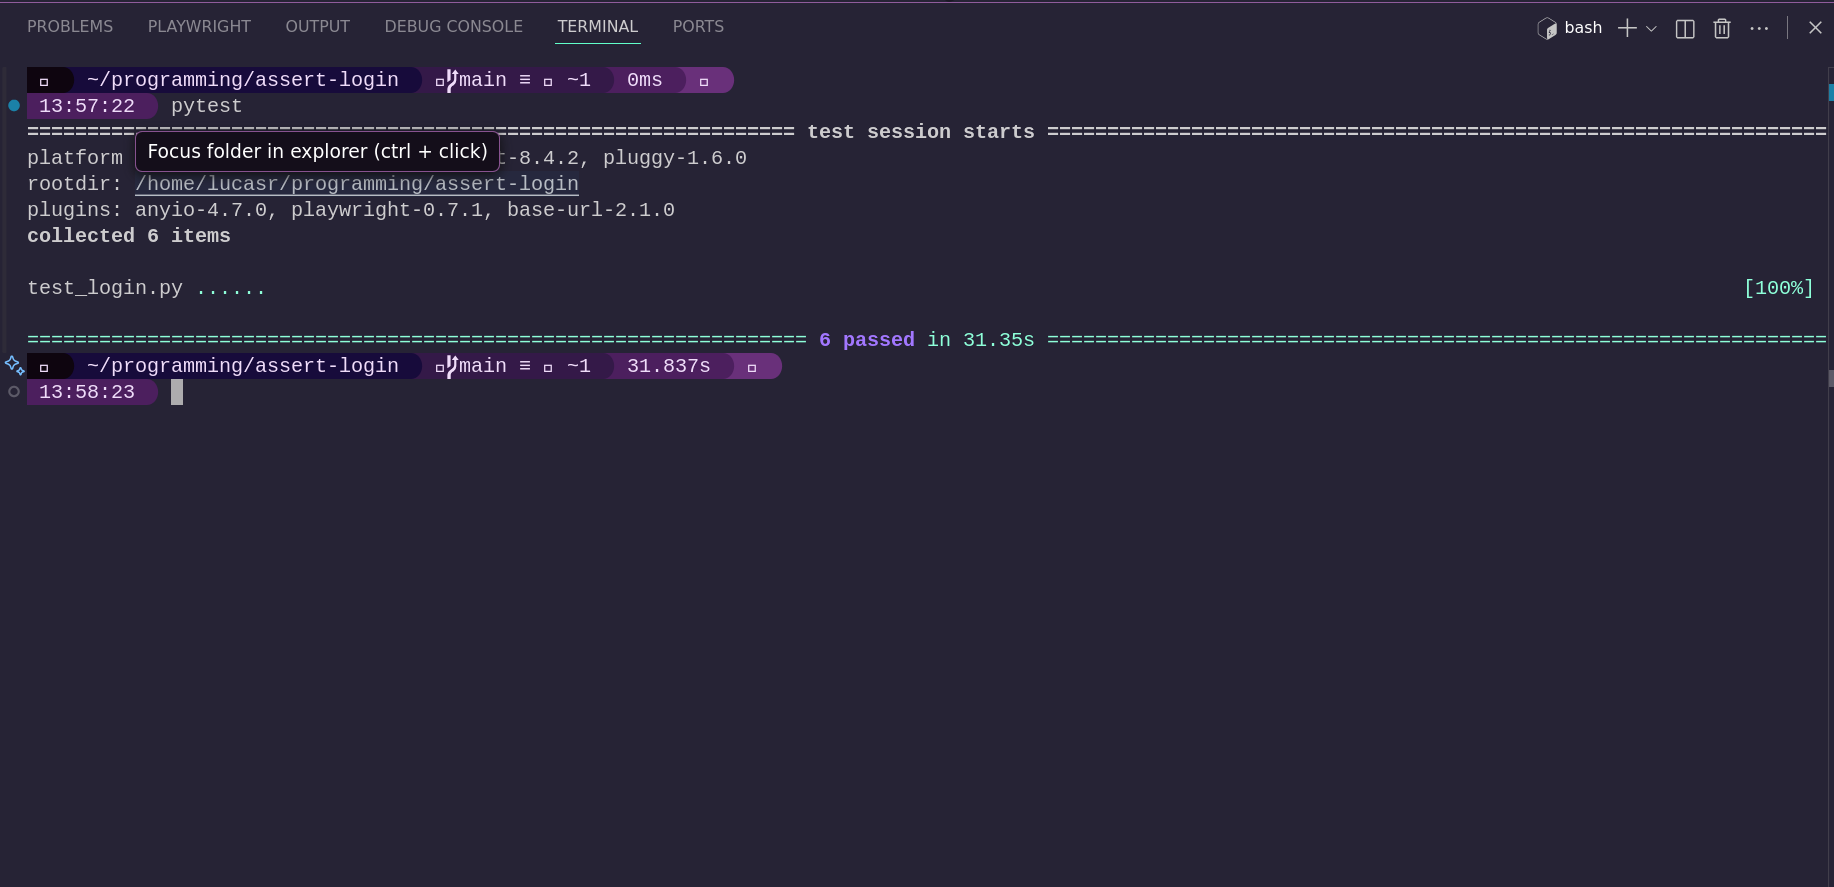 PROBLEMS PLAYWRIGHT OUTPUT DEBUG CONSOLE TERMINAL PORTS bash
~/programming/assert-login main ≡ ~1 0ms
13:57:22 pytest
================================================================ test session starts =================================================================
Focus folder in explorer (ctrl + click)
platform t-8.4.2, pluggy-1.6.0
rootdir: /home/lucasr/programming/assert-login
plugins: anyio-4.7.0, playwright-0.7.1, base-url-2.1.0
collected 6 items
test_login.py ...... [100%]
================================================================= 6 passed in 31.35s =================================================================
~/programming/assert-login main ≡ ~1 31.837s
13:58:23